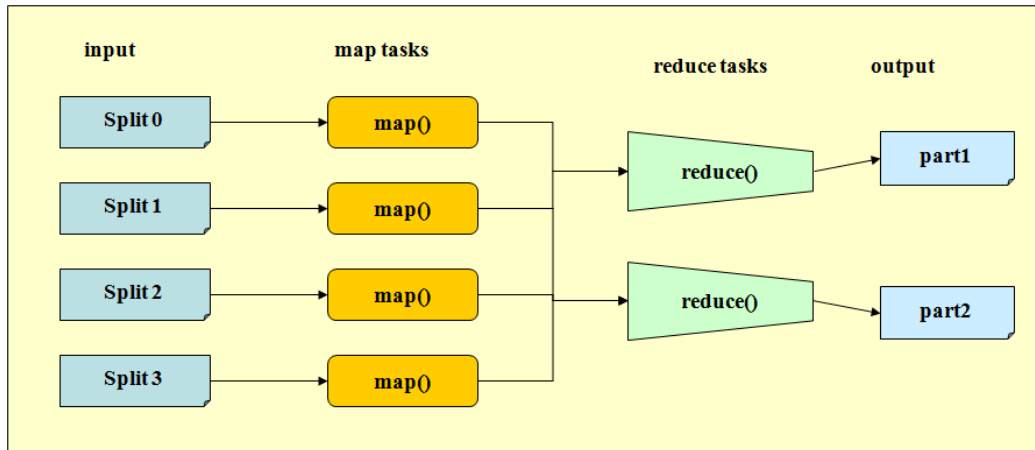 input
map tasks
reduce tasks
output
Split 0
map()
Split 1
map()
Split 2
map()
Split 3
map()
reduce()
part1
reduce()
part2